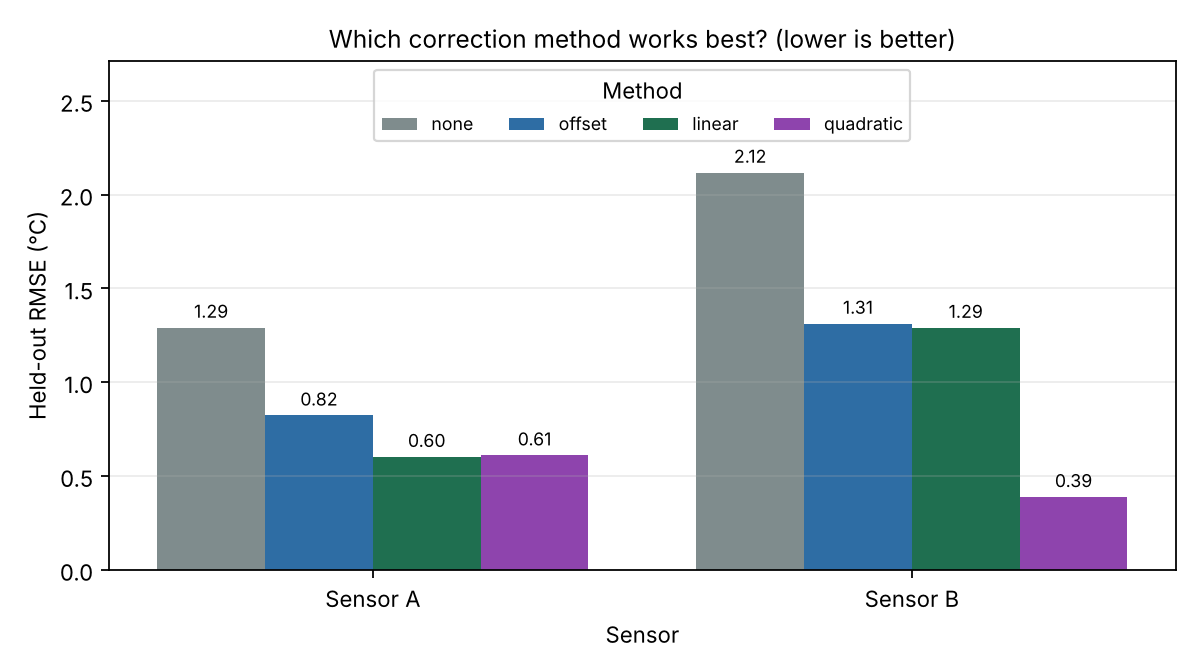 Which correction method works best? (lower is better)
Method
none offset linear quadratic
Held-out RMSE (°C)
2.5
2.0
1.5
1.0
0.5
0.0
1.29
0.82
0.60
0.61
2.12
1.31
1.29
0.39
Sensor A Sensor B
Sensor